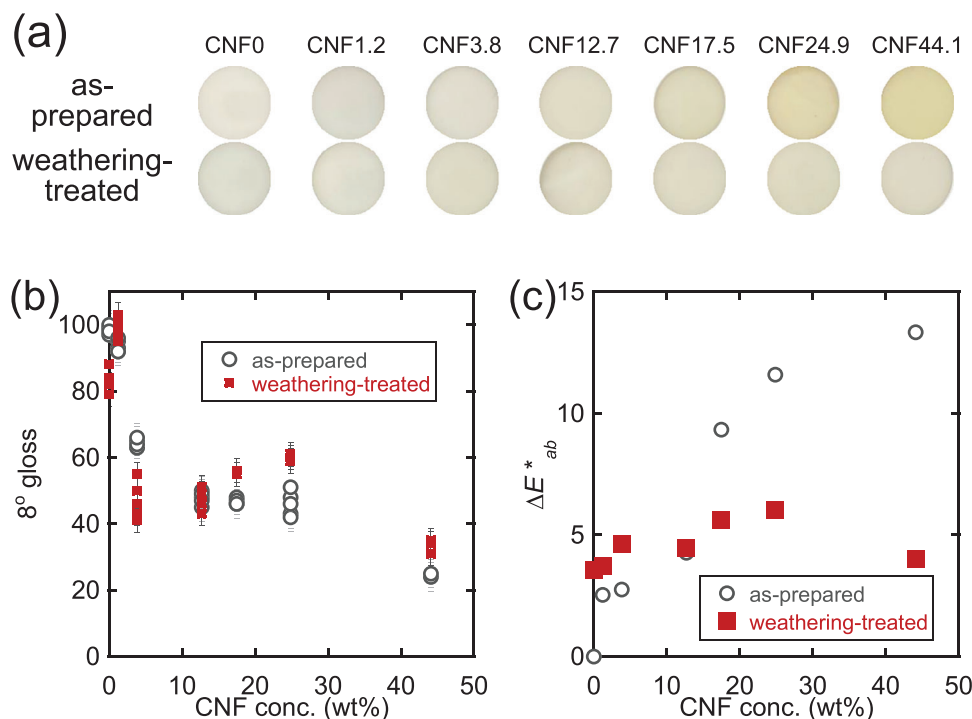 (a)
CNF0 CNF1.2 CNF3.8 CNF12.7 CNF17.5 CNF24.9 CNF44.1
as-
prepared
weathering-
treated
(b)
100
80
60
40
20
0
8° gloss
as-prepared
weathering-treated
0 10 20 30 40 50
CNF conc. (wt%)
(c)
15
10
5
0
ΔE*ab
as-prepared
weathering-treated
0 10 20 30 40 50
CNF conc. (wt%)